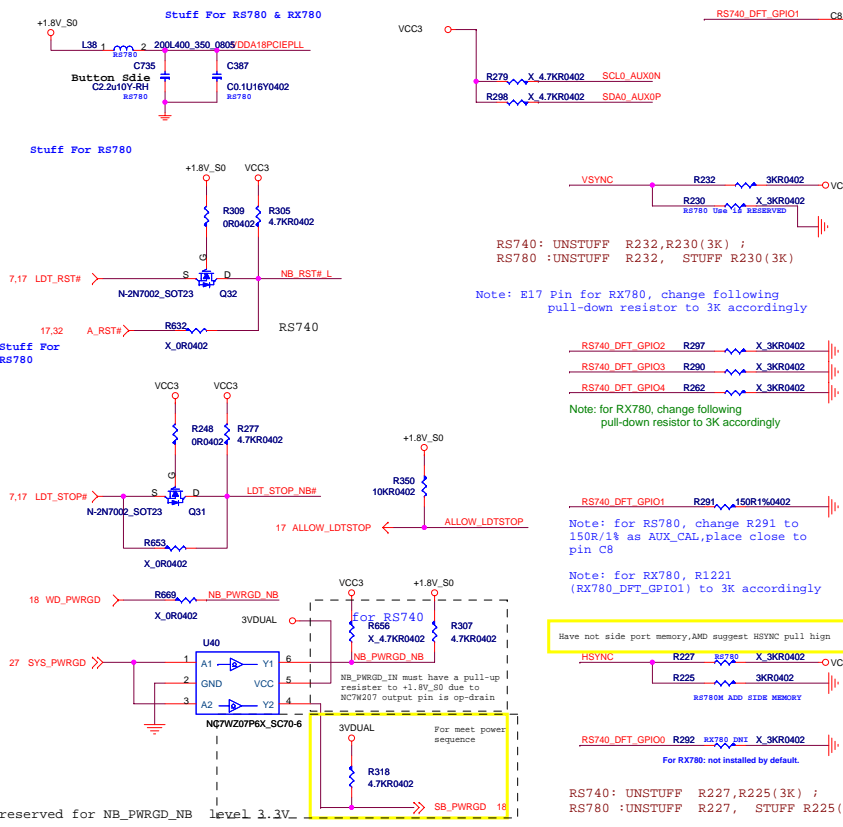 Stuff For RS780 & RX780
+1.8V_S0
L38 1 2 200L400_350_0805 VDDA18PCIEPLL
RS780
C735
C387
Button Sdie
C2.2u10Y-RH
C0.1U16Y0402
RS780
RS780
VCC3
R279 X_4.7KR0402 SCL0_AUX0N
R298 X_4.7KR0402 SDA0_AUX0P
RS740_DFT_GPIO1 C8
Stuff For RS780
+1.8V_S0 VCC3
R309
0R0402
R305
4.7KR0402
G
S D
7,17 LDT_RST#
NB_RST#_L
N-2N7002_SOT23 Q32
17,32 A_RST#
R632
X_0R0402
RS740
Stuff For
RS780
VSYNC R232 3KR0402 VC
R230 X_3KR0402
RS780 Use is RESERVED
RS740: UNSTUFF R232,R230(3K) ;
RS780 :UNSTUFF R232, STUFF R230(3K)
Note: E17 Pin for RX780, change following
pull-down resistor to 3K accordingly
RS740_DFT_GPIO2 R297 X_3KR0402
RS740_DFT_GPIO3 R290 X_3KR0402
RS740_DFT_GPIO4 R262 X_3KR0402
Note: for RX780, change following
pull-down resistor to 3K accordingly
VCC3 VCC3
R248
0R0402
R277
4.7KR0402
G
S D
7,17 LDT_STOP#
LDT_STOP_NB#
N-2N7002_SOT23 Q31
R653
X_0R0402
+1.8V_S0
R350
10KR0402
17 ALLOW_LDTSTOP
ALLOW_LDTSTOP
RS740_DFT_GPIO1 R291 150R1%0402
Note: for RS780, change R291 to
150R/1% as AUX_CAL,place close to
pin C8
Note: for RX780, R1221
(RX780_DFT_GPIO1) to 3K accordingly
18 WD_PWRGD
R669
NB_PWRGD_NB
X_0R0402
VCC3 +1.8V_S0
3VDUAL
for RS740
R656
X_4.7KR0402
R307
4.7KR0402
U40
27 SYS_PWRGD
1 A1 Y1 6
2 GND VCC 5
3 A2 Y2 4
NC7WZ07P6X_SC70-6
NB_PWRGD_NB
NB_PWRGD_IN must have a pull-up
resister to +1.8V_S0 due to
NC7W207 output pin is op-drain
3VDUAL
For meet power
sequence
R318
4.7KR0402
SB_PWRGD 18
reserved for NB_PWRGD_NB level 3.3V
Have not side port memory,AMD suggest HSYNC pull hign
HSYNC R227 RS780 X_3KR0402 VC
R225 3KR0402
RS780M ADD SIDE MEMORY
RS740_DFT_GPIO0 R292 RX780 DNI X_3KR0402
For RX780: not installed by default.
RS740: UNSTUFF R227,R225(3K) ;
RS780 :UNSTUFF R227, STUFF R225(